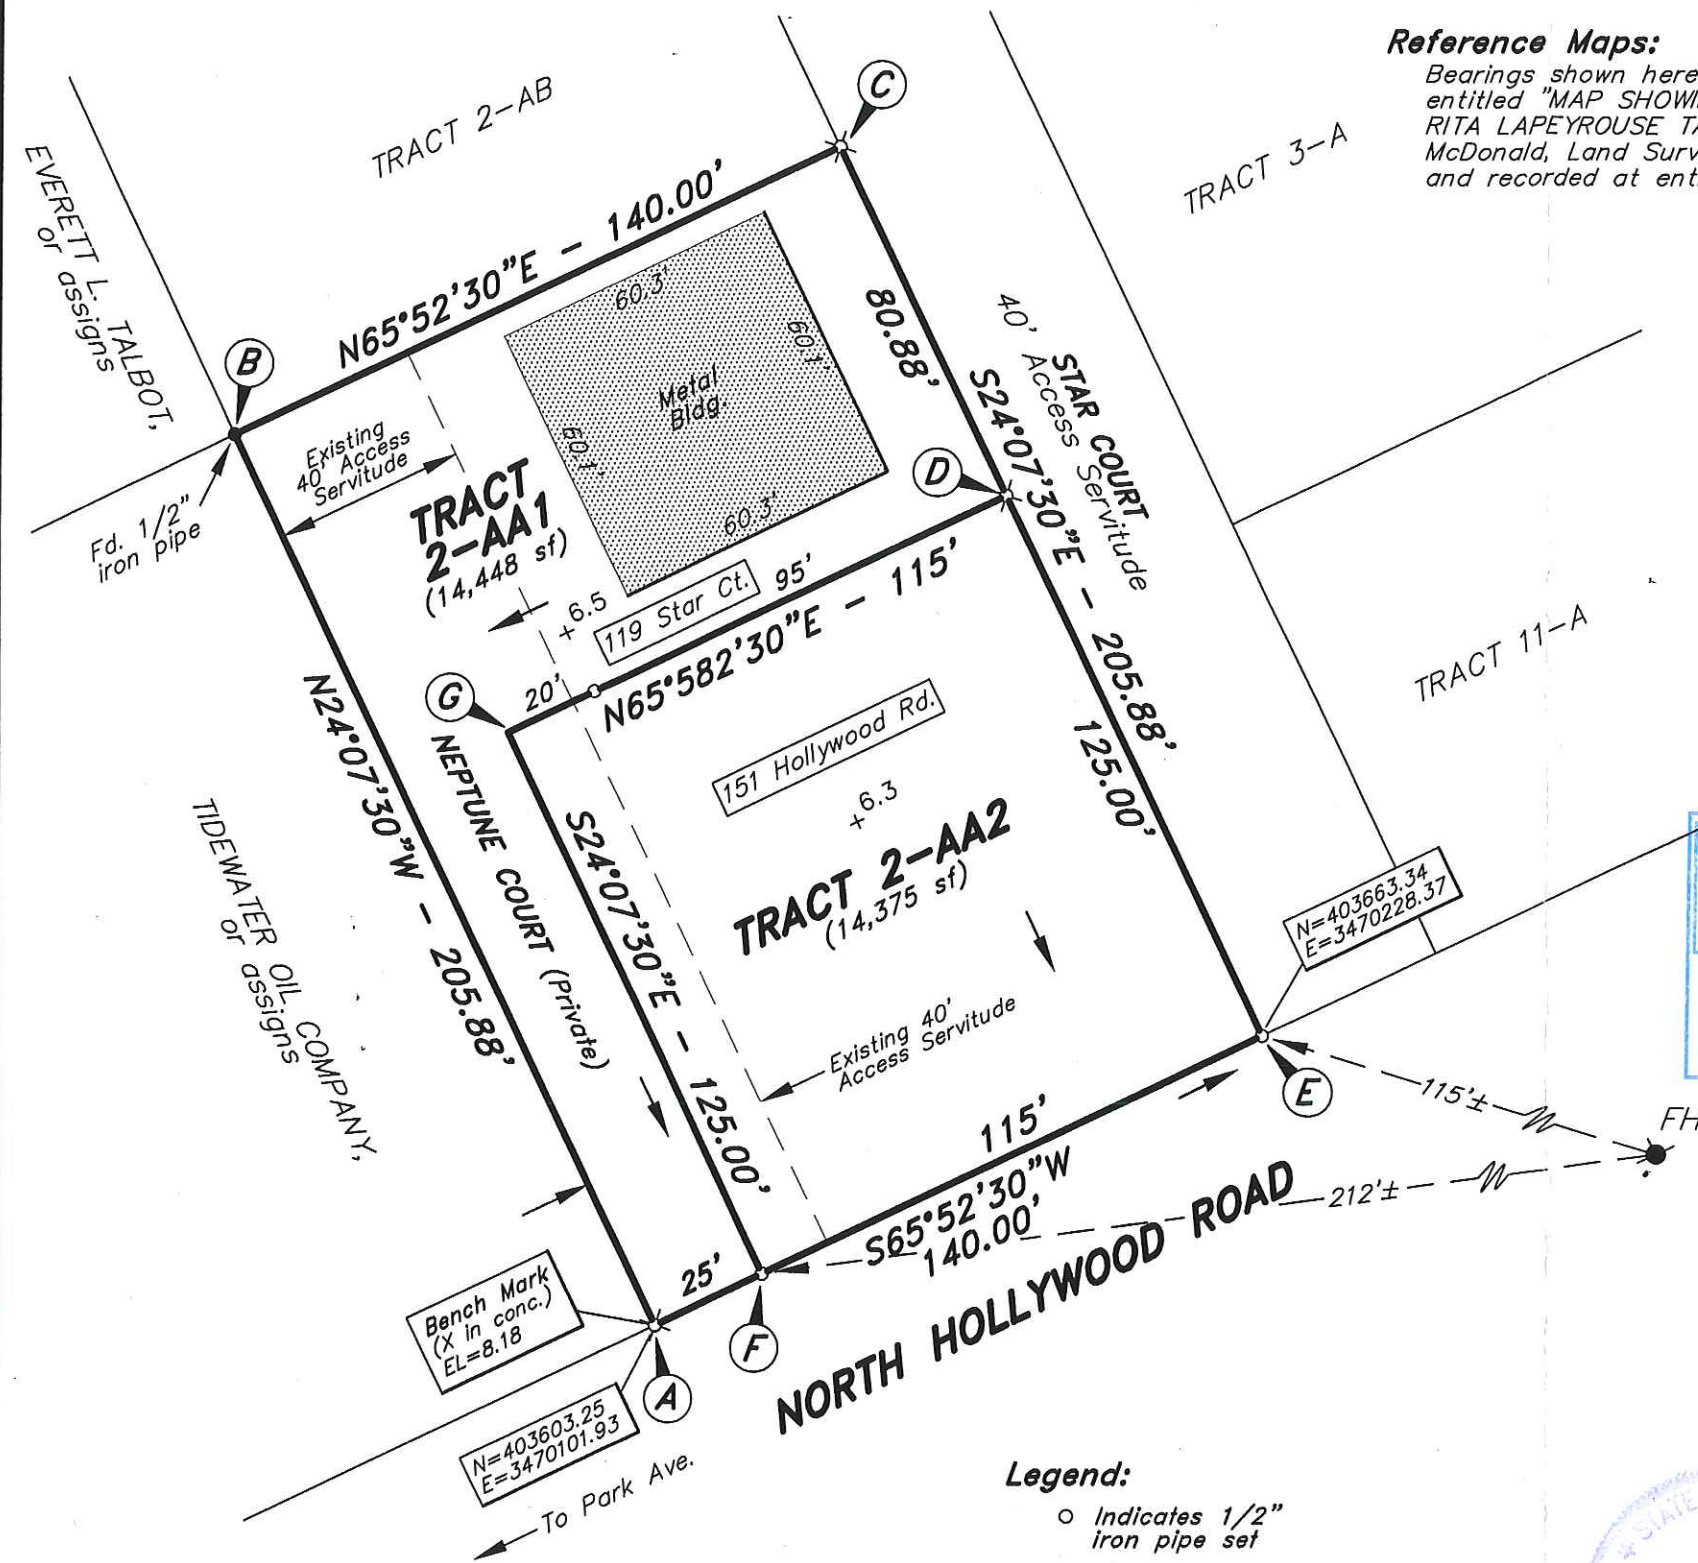 Reference Maps:
Bearings shown here
entitled "MAP SHOWI
RITA LAPEYROUSE TA
McDonald, Land Surv
and recorded at ent
TRACT 2-AB
C
TRACT 3-A
EVERETT L. TALBOT,
or assigns
N65°52'30"E - 140.00'
60.3'
60.1'
Metal
Bldg.
60.1'
60.3'
80.88'
40' Access Servitude
STAR COURT
S24°07'30"E - 205.88'
B
Existing
40' Access
Servitude
Fd. 1/2"
iron pipe
TRACT
2-AA1
(14,448 sf)
D
+6.5
119 Star Ct.
95'
N65°582'30"E - 115'
20'
G
TRACT 11-A
N24°07'30"W - 205.88'
NEPTUNE COURT (Private)
151 Hollywood Rd.
+6.3
125.00'
TRACT 2-AA2
(14,375 sf)
S24°07'30"E - 125.00'
TIDEWATER OIL COMPANY,
or assigns
N=403663.34
E=3470228.37
Existing 40'
Access Servitude
E
115'±
FH
115'
S65°52'30"W
140.00'
212'±
25'
NORTH HOLLYWOOD ROAD
Bench Mark
(X in conc.)
EL=8.18
F
A
N=403603.25
E=3470101.93
To Park Ave.
Legend:
Indicates 1/2"
iron pipe set
STATE